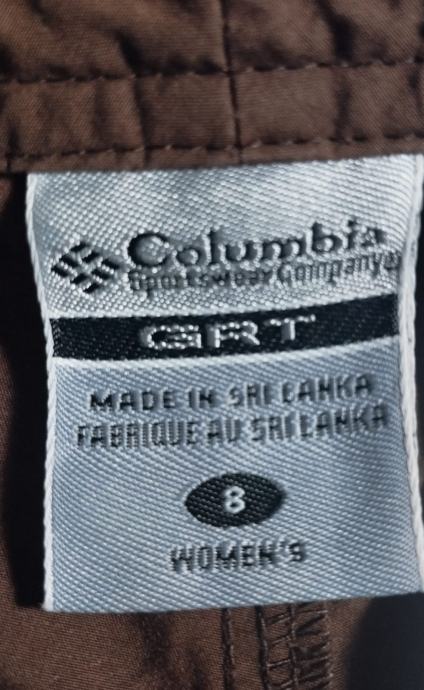 Columbia
Sportswear Company
GRT
MADE IN SRI LANKA
FABRIQUE AU SRI LANKA
8
WOMEN'S